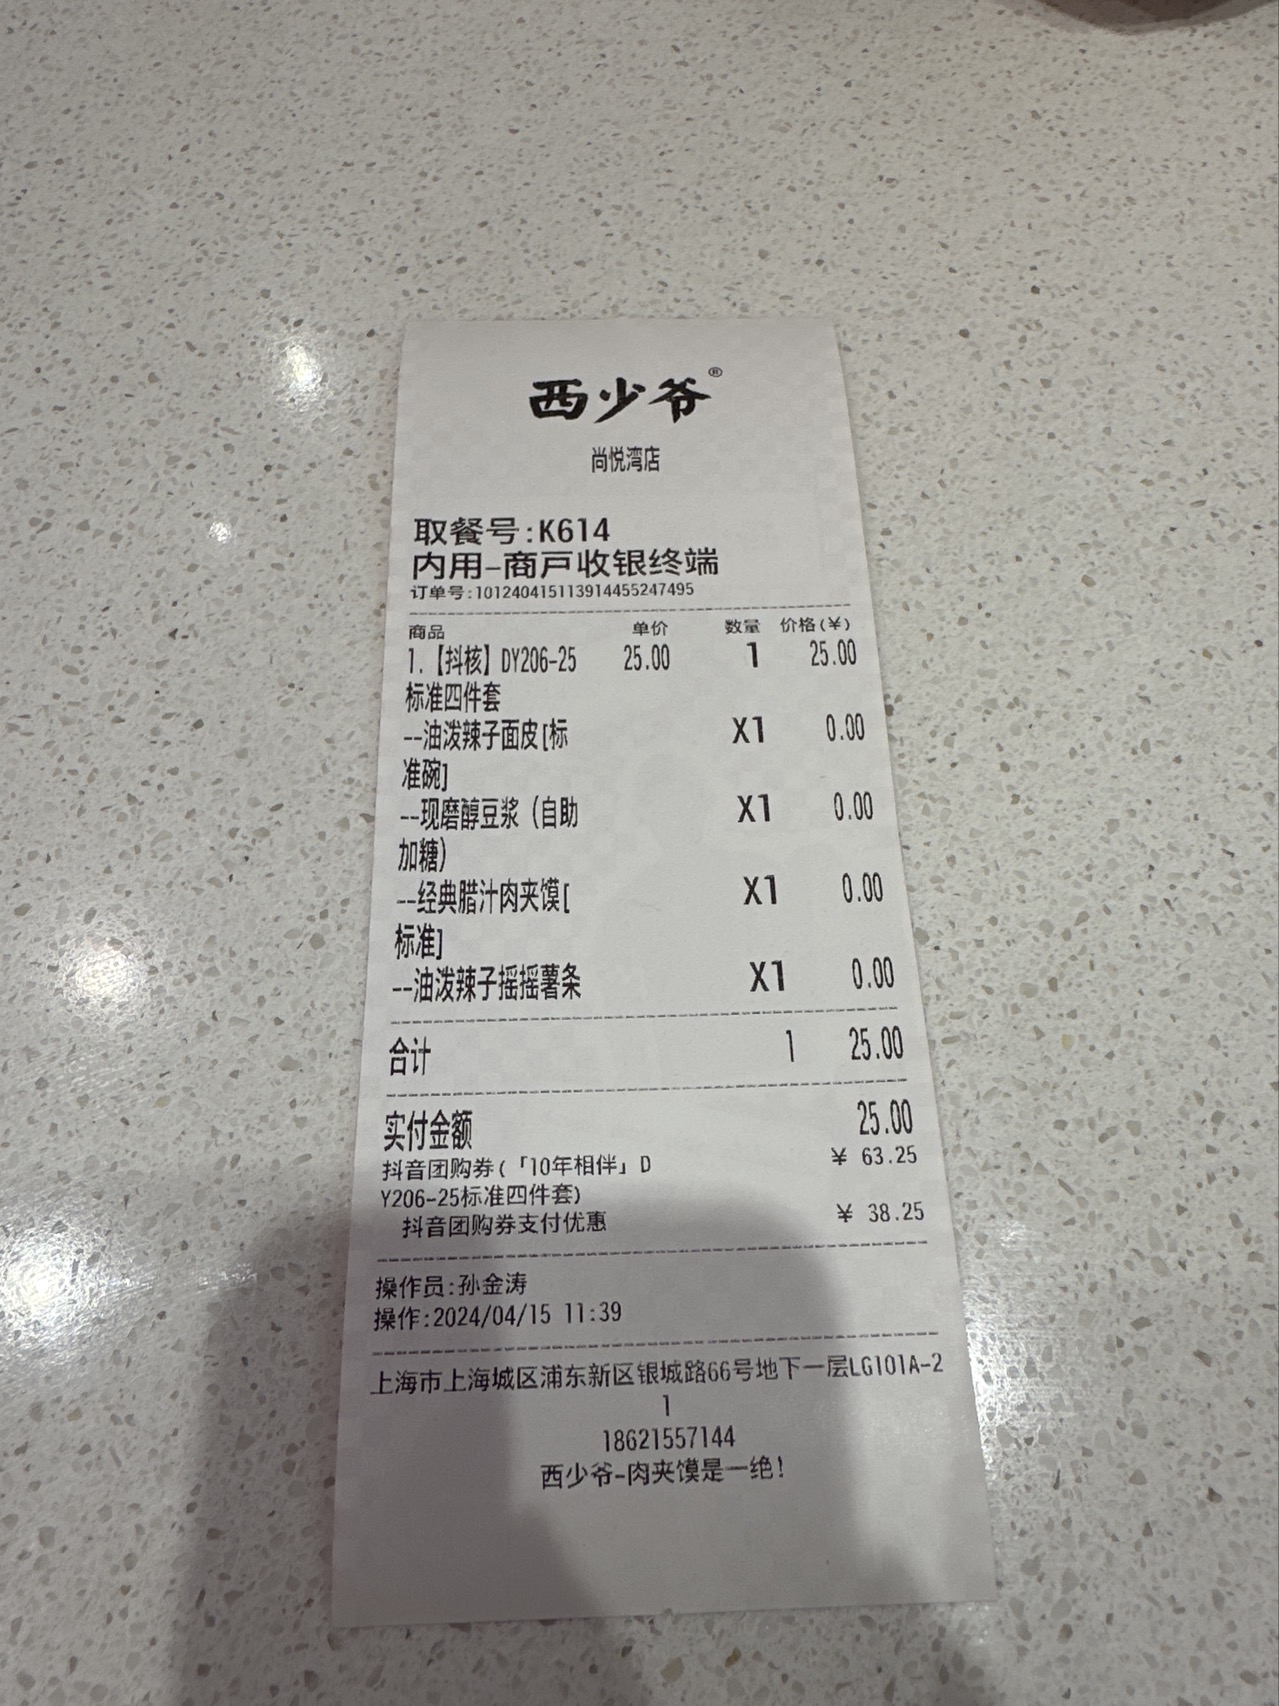 西少爷®
尚悦湾店
取餐号:K614
内用-商户收银终端
订单号:101240415113914455247495
商品 单价 数量 价格(¥)
1.【抖核】DY206-25 25.00 1 25.00
标准四件套
--油泼辣子面皮[标 X1 0.00
准碗]
--现磨醇豆浆（自助 X1 0.00
加糖）
--经典腊汁肉夹馍[ X1 0.00
标准]
--油泼辣子摇摇薯条 X1 0.00
合计 1 25.00
实付金额 25.00
抖音团购券(「10年相伴」D ¥ 63.25
Y206-25标准四件套)
抖音团购券支付优惠 ¥ 38.25
操作员:孙金涛
操作:2024/04/15 11:39
上海市上海城区浦东新区银城路66号地下一层LG101A-2
1
18621557144
西少爷-肉夹馍是一绝!